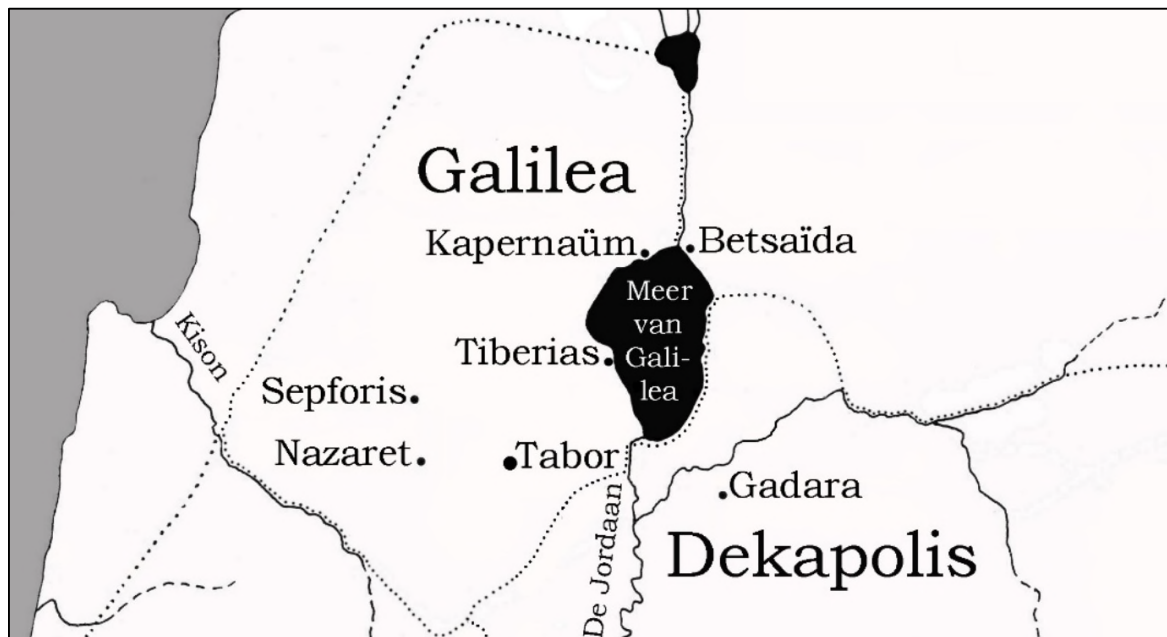 Galilea
Kapernaüm
Betsaïda
Meer
van
Gali-
lea
Kison
Tiberias
Sepforis
Nazaret
Tabor
Gadara
De Jordaan
Dekapolis